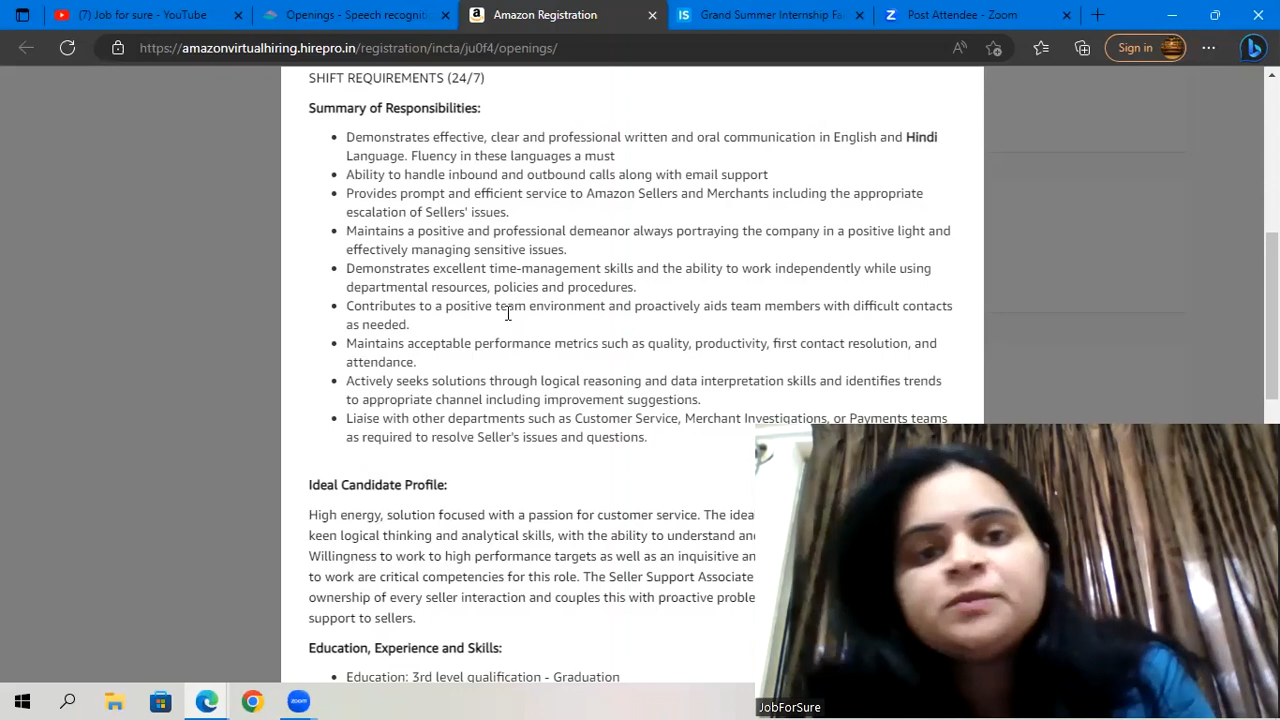 (7) Job for sure - YouTube
Openings - Speech recogniti
Amazon Registration
Grand Summer Internship Fa
Post Attendee - Zoom
https://amazonvirtualhiring.hirepro.in/registration/incta/ju0f4/openings/
Sign in
SHIFT REQUIREMENTS (24/7)
Summary of Responsibilities:
• Demonstrates effective, clear and professional written and oral communication in English and Hindi
Language. Fluency in these languages a must
• Ability to handle inbound and outbound calls along with email support
• Provides prompt and efficient service to Amazon Sellers and Merchants including the appropriate
escalation of Sellers' issues.
• Maintains a positive and professional demeanor always portraying the company in a positive light and
effectively managing sensitive issues.
• Demonstrates excellent time-management skills and the ability to work independently while using
departmental resources, policies and procedures.
• Contributes to a positive team environment and proactively aids team members with difficult contacts
as needed.
• Maintains acceptable performance metrics such as quality, productivity, first contact resolution, and
attendance.
• Actively seeks solutions through logical reasoning and data interpretation skills and identifies trends
to appropriate channel including improvement suggestions.
• Liaise with other departments such as Customer Service, Merchant Investigations, or Payments teams
as required to resolve Seller's issues and questions.
Ideal Candidate Profile:
High energy, solution focused with a passion for customer service. The idea
keen logical thinking and analytical skills, with the ability to understand an
Willingness to work to high performance targets as well as an inquisitive an
to work are critical competencies for this role. The Seller Support Associate
ownership of every seller interaction and couples this with proactive proble
support to sellers.
Education, Experience and Skills:
• Education: 3rd level qualification - Graduation
zoom
JobForSure